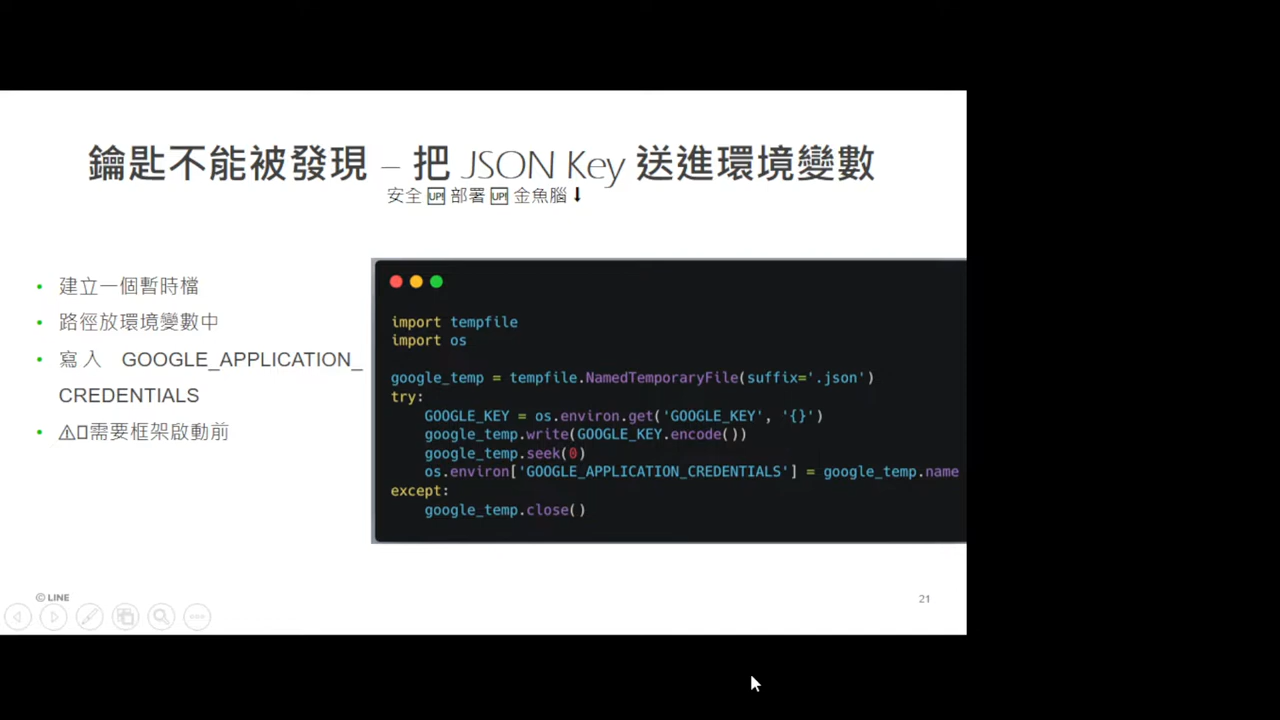 鑰匙不能被發現 – 把 JSON Key 送進環境變數
安全 🆙 部署 🆙 金魚腦 ⬇
• 建立一個暫時檔
• 路徑放環境變數中
• 寫入 GOOGLE_APPLICATION_
CREDENTIALS
• ⚠需要框架啟動前
import tempfile
import os
google_temp = tempfile.NamedTemporaryFile(suffix='.json')
try:
    GOOGLE_KEY = os.environ.get('GOOGLE_KEY', '{}')
    google_temp.write(GOOGLE_KEY.encode())
    google_temp.seek(0)
    os.environ['GOOGLE_APPLICATION_CREDENTIALS'] = google_temp.name
except:
    google_temp.close()
© LINE
21